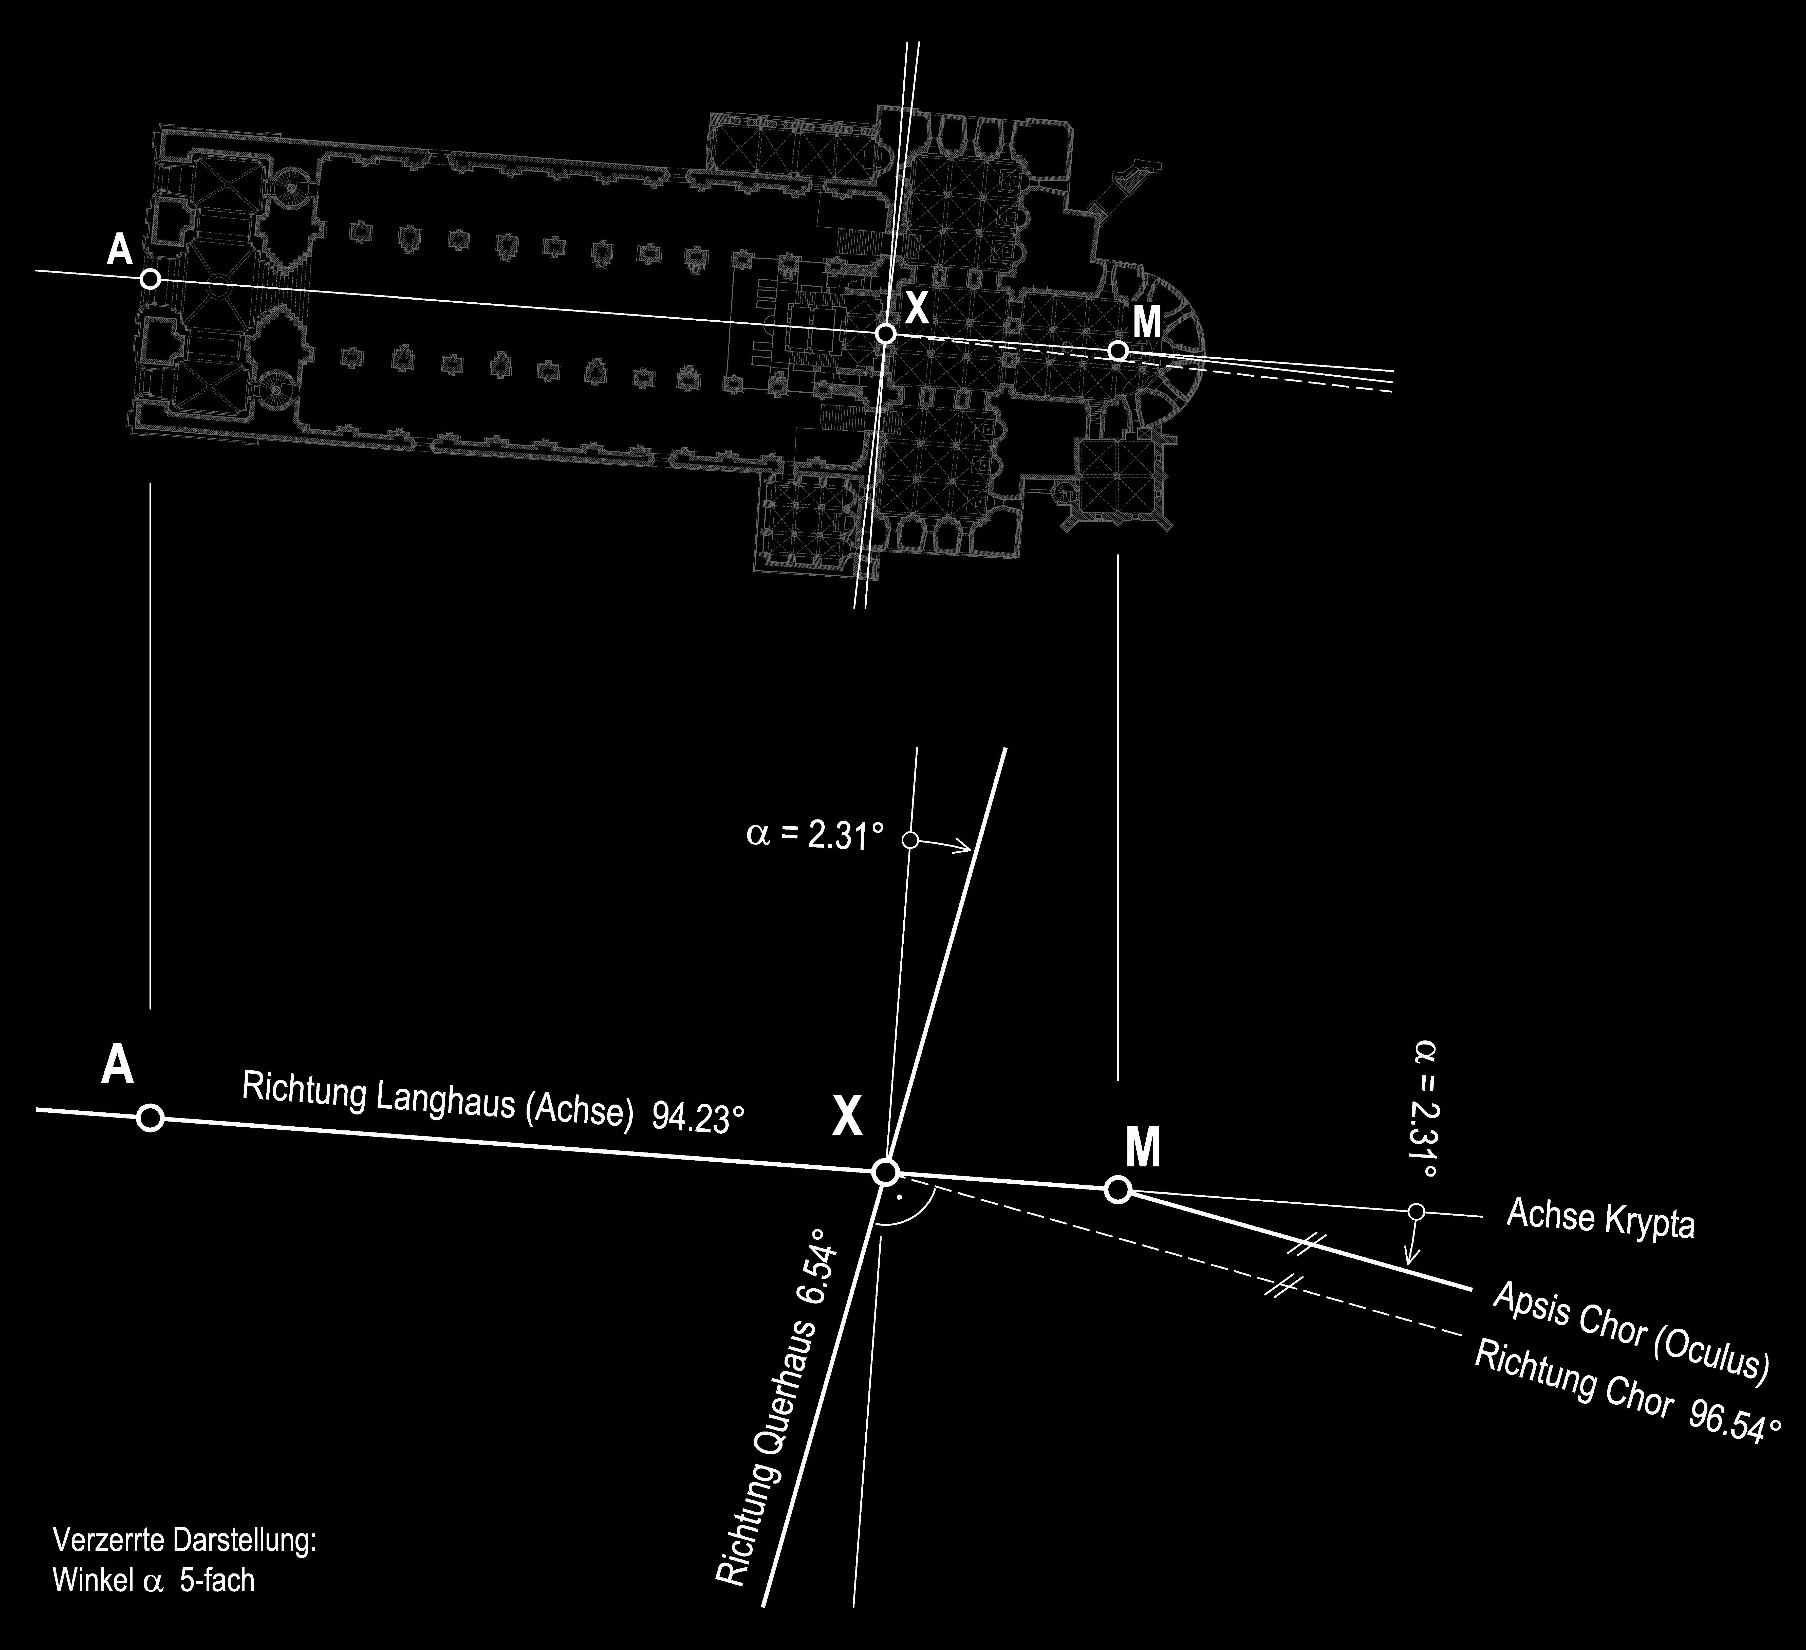 A
X
M
α = 2.31°
A
Richtung Langhaus (Achse) 94.23°
X
M
α = 2.31°
Achse Krypta
Apsis Chor (Oculus)
Richtung Chor 96.54°
Richtung Querhaus 6.54°
Verzerrte Darstellung:
Winkel α 5-fach